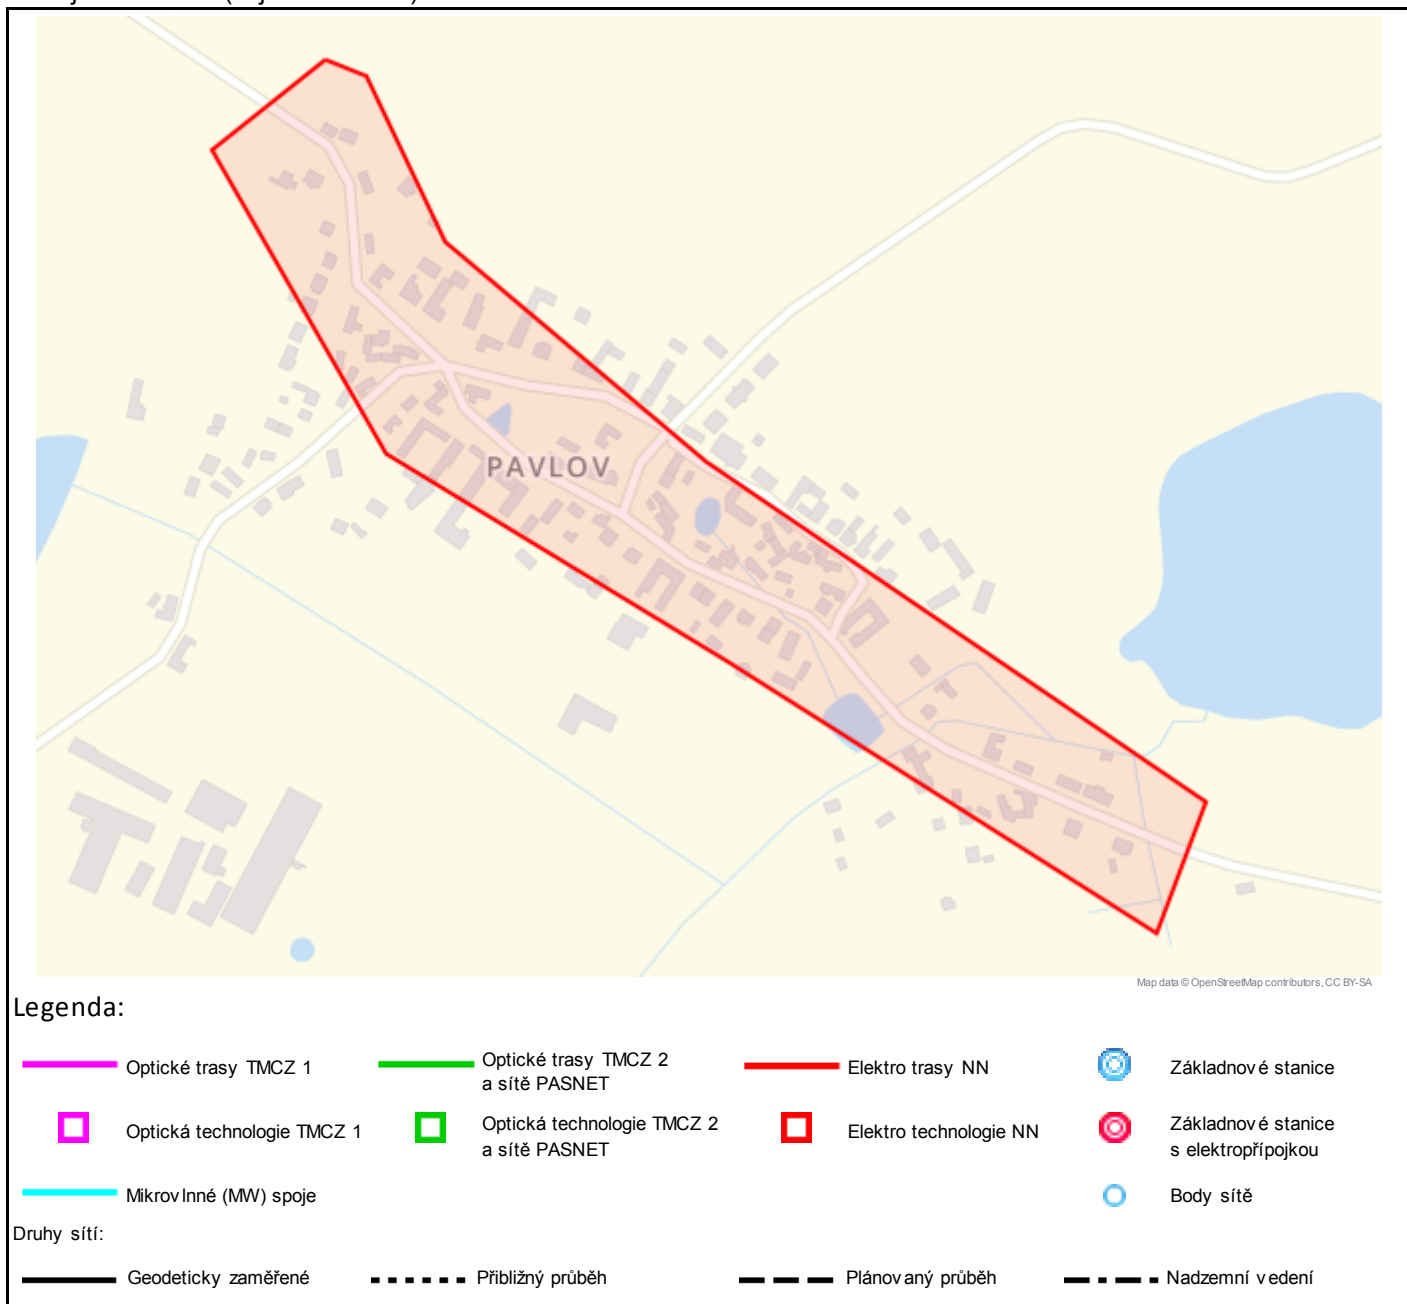 PAVLOV
Map data © OpenStreetMap contributors, CC BY-SA
Legenda:
Optické trasy TMCZ 1
Optické trasy TMCZ 2
a sítě PASNET
Elektro trasy NN
Základnové stanice
Optická technologie TMCZ 1
Optická technologie TMCZ 2
a sítě PASNET
Elektro technologie NN
Základnové stanice
s elektropřípojkou
Mikrovlnné (MW) spoje
Body sítě
Druhy sítí:
Geodeticky zaměřené
Přibližný průběh
Plánovaný průběh
Nadzemní vedení